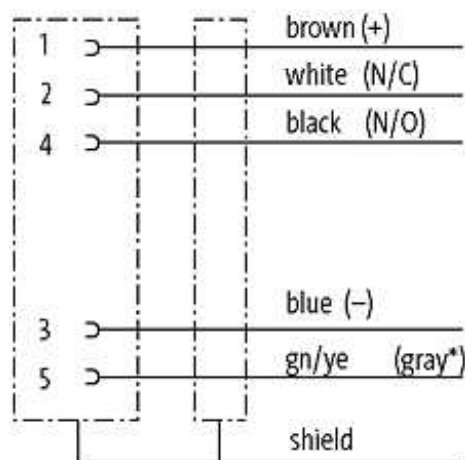 1 brown (+)
2 white (N/C)
4 black (N/O)
3 blue (–)
5 gn/ye (gray*)
shield